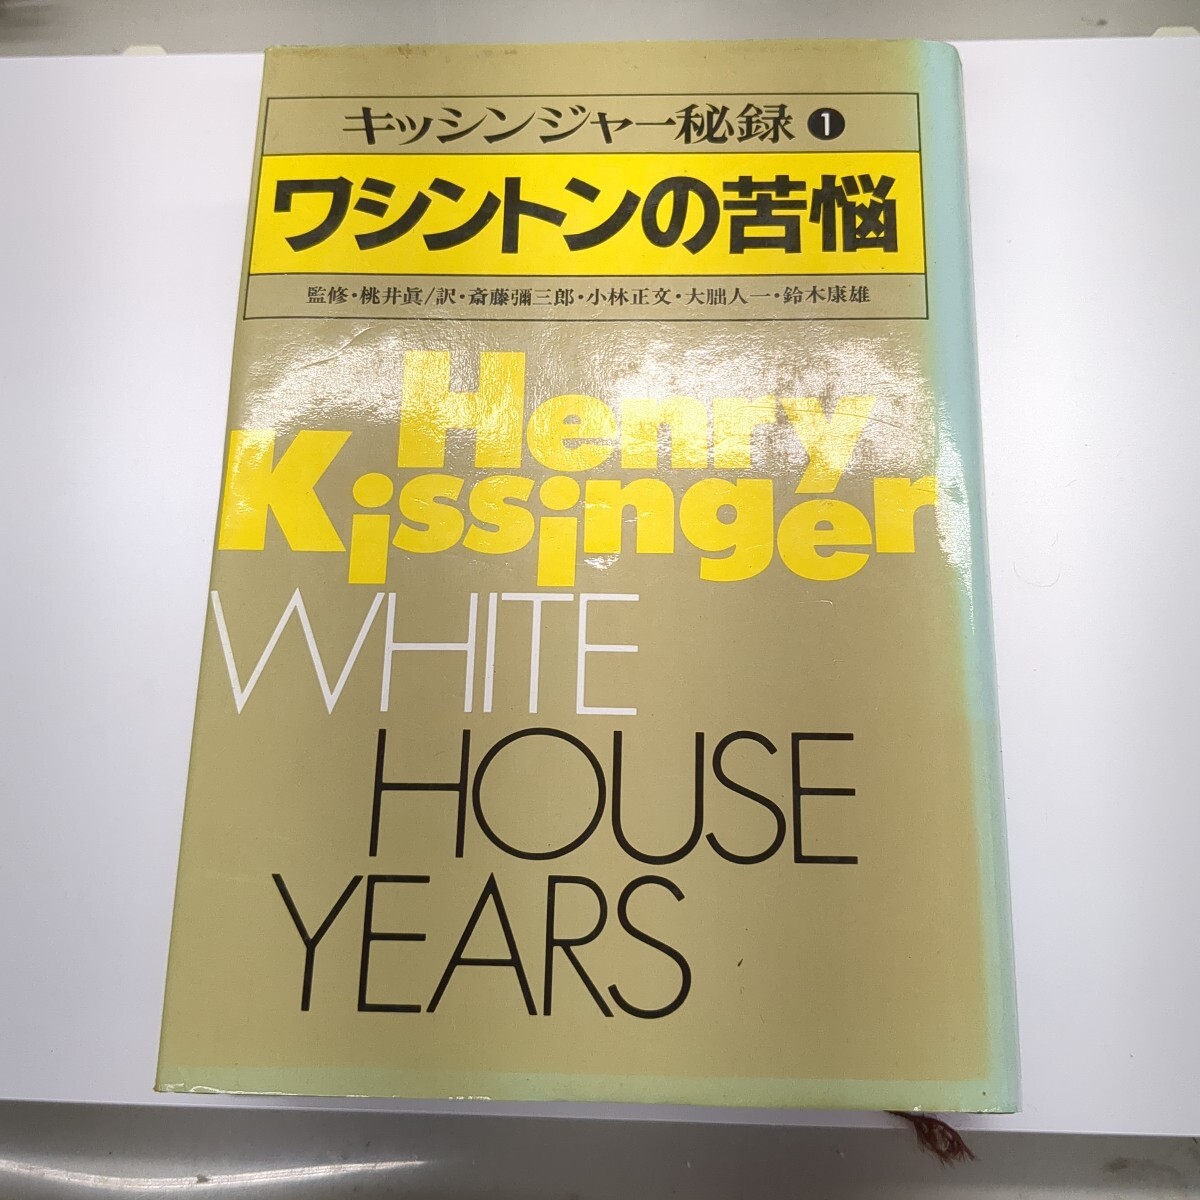 キッシンジャー秘録 1
ワシントンの苦悩
監修・桃井眞/訳・斎藤彌三郎・小林正文・大朏人一・鈴木康雄
Henry
Kissinger
WHITE
HOUSE
YEARS